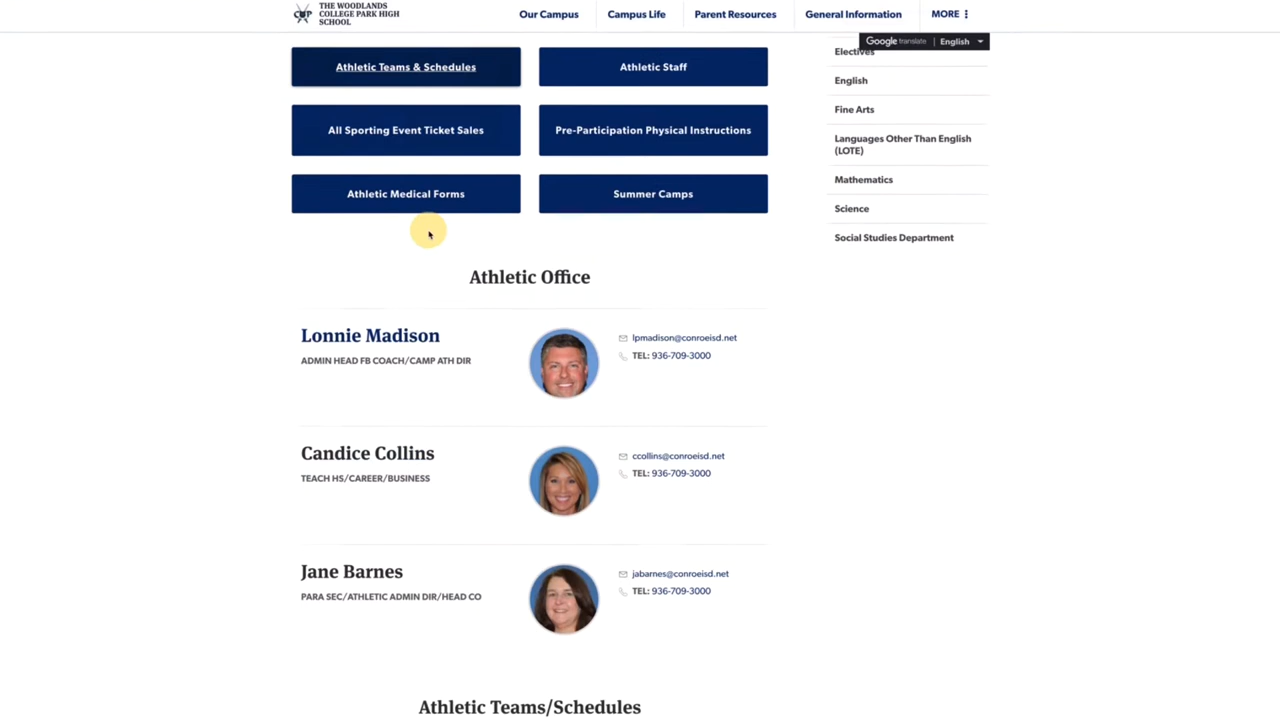 THE WOODLANDS
COLLEGE PARK HIGH
SCHOOL
Our Campus
Campus Life
Parent Resources
General Information
MORE
Google translate
English
Athletic Teams & Schedules
Athletic Staff
All Sporting Event Ticket Sales
Pre-Participation Physical Instructions
Athletic Medical Forms
Summer Camps
Electives
English
Fine Arts
Languages Other Than English
(LOTE)
Mathematics
Science
Social Studies Department
Athletic Office
Lonnie Madison
ADMIN HEAD FB COACH/CAMP ATH DIR
lpmadison@conroeisd.net
TEL: 936-709-3000
Candice Collins
TEACH HS/CAREER/BUSINESS
ccollins@conroeisd.net
TEL: 936-709-3000
Jane Barnes
PARA SEC/ATHLETIC ADMIN DIR/HEAD CO
jabarnes@conroeisd.net
TEL: 936-709-3000
Athletic Teams/Schedules